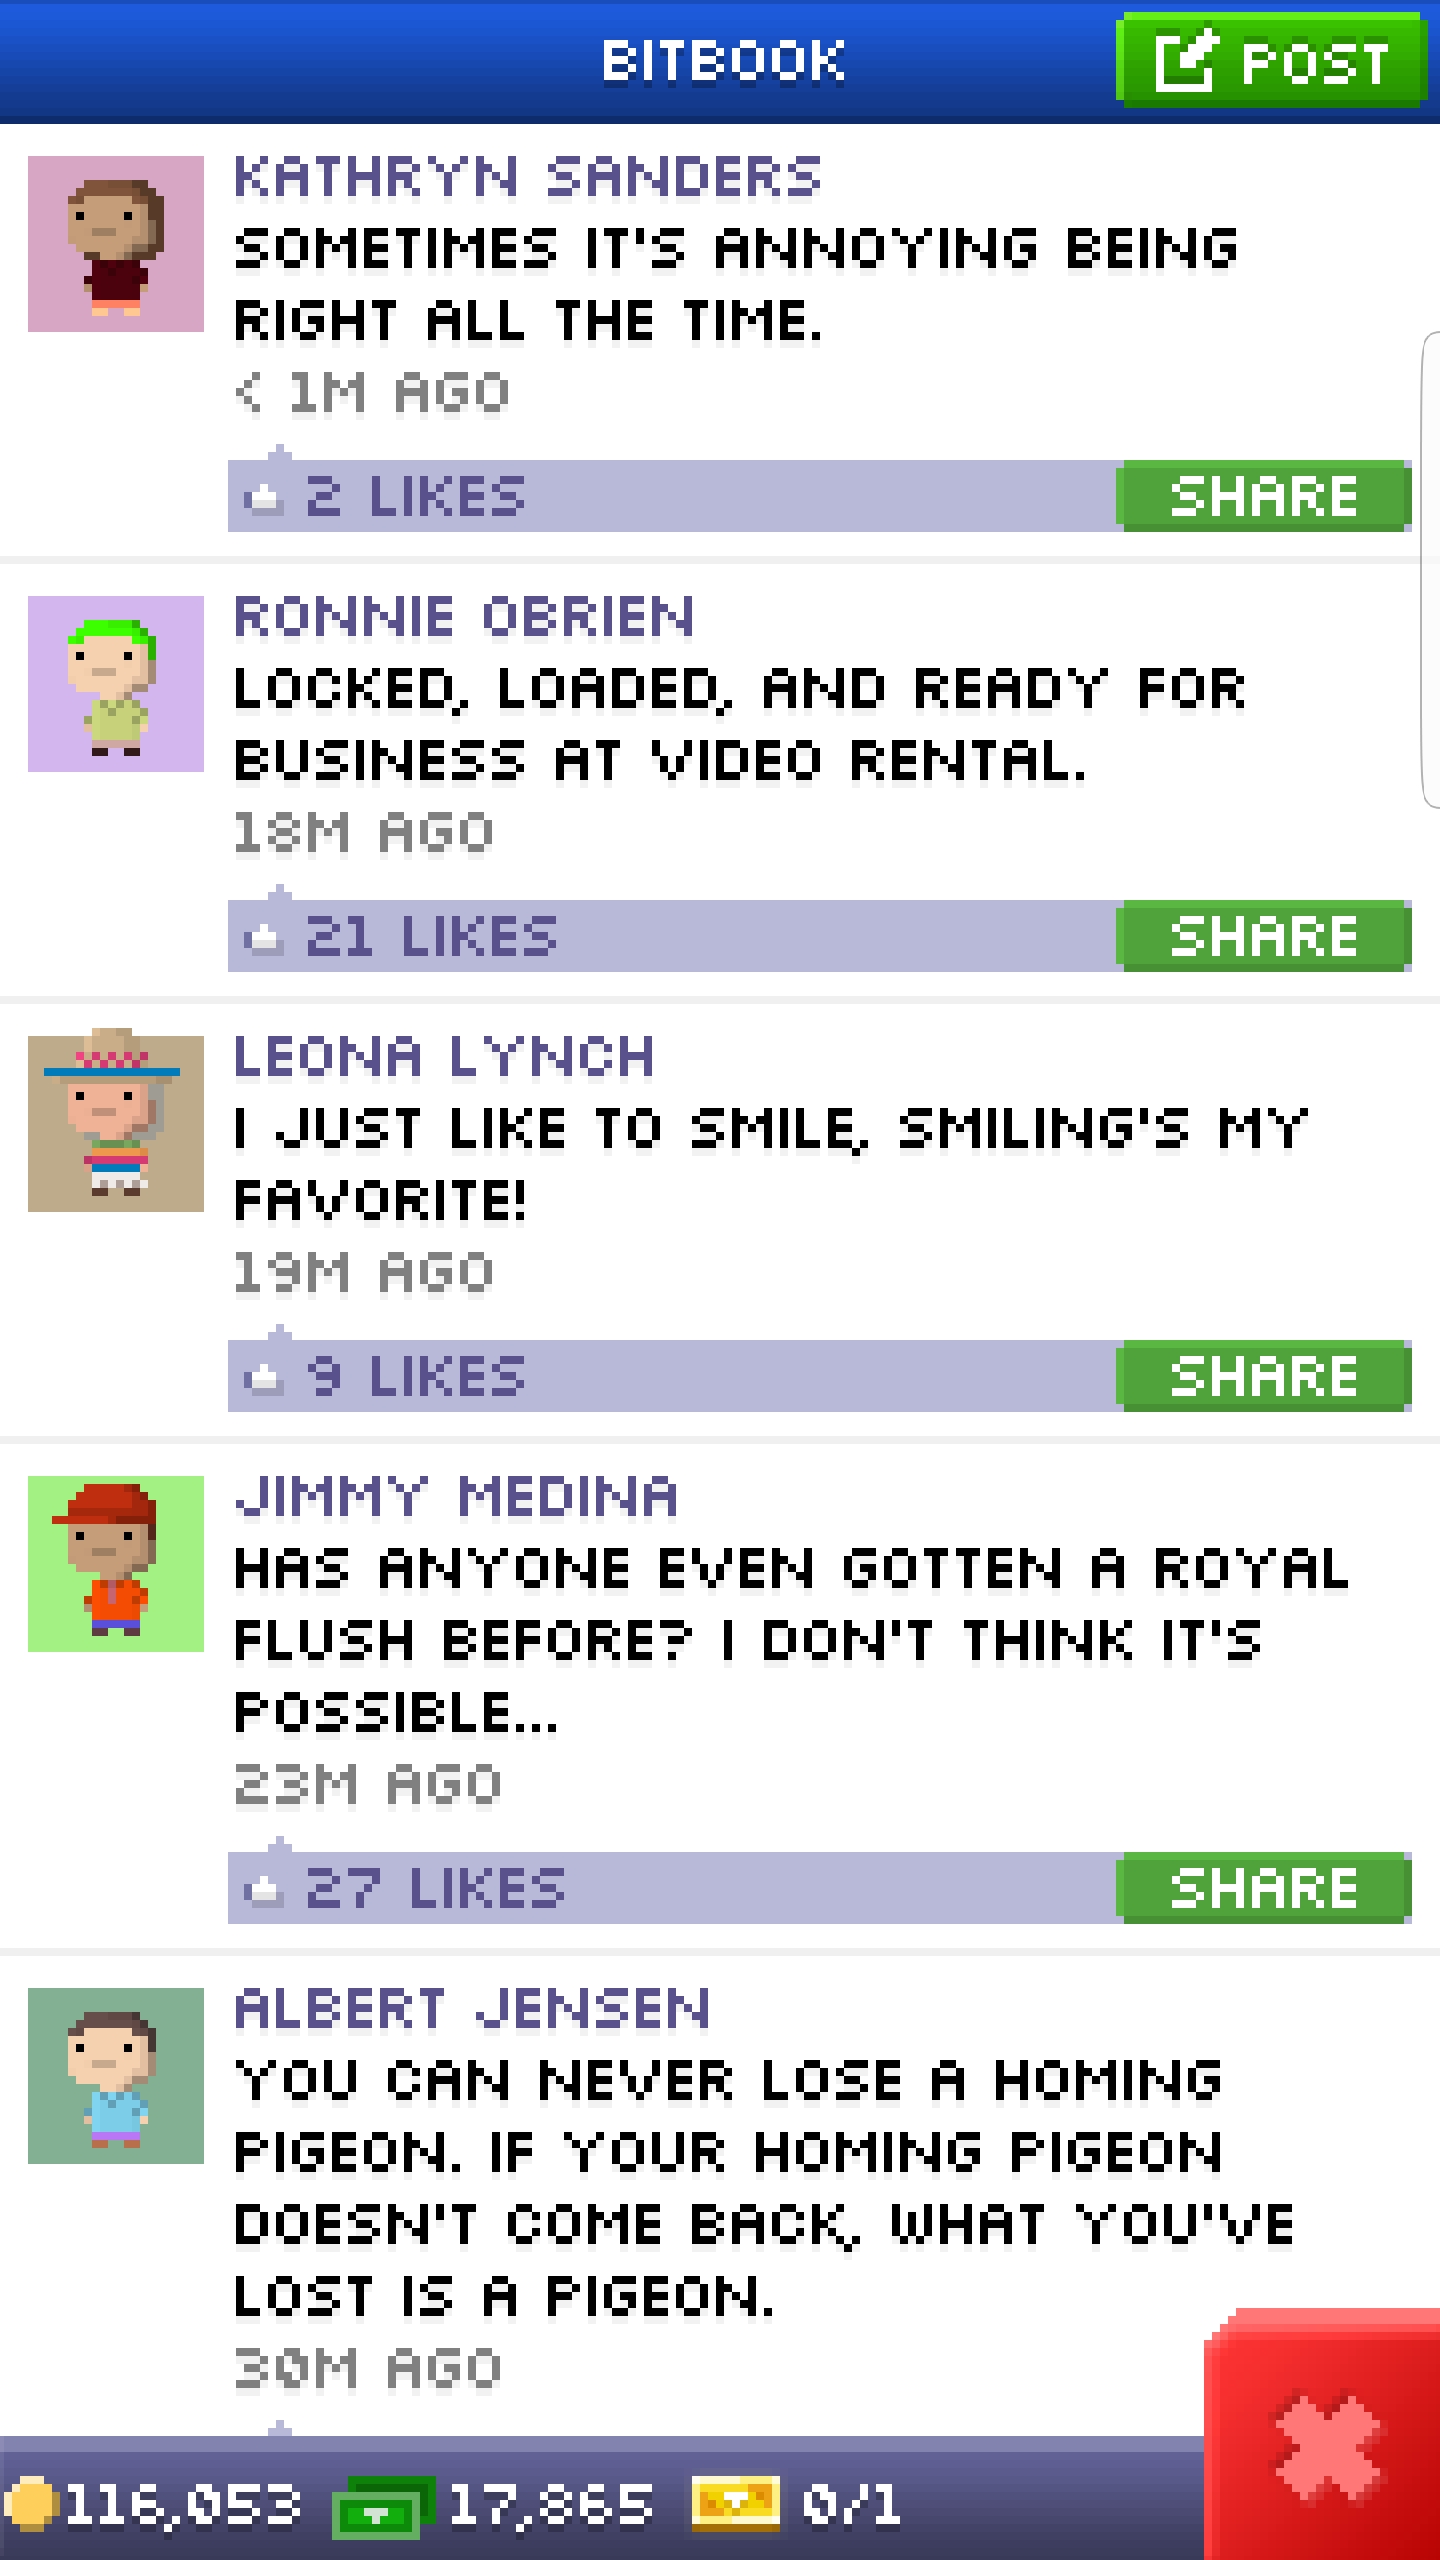 BITBOOK
POST
KATHRYN SANDERS
SOMETIMES IT'S ANNOYING BEING
RIGHT ALL THE TIME.
< 1M AGO
2 LIKES
SHARE
RONNIE OBRIEN
LOCKED, LOADED, AND READY FOR
BUSINESS AT VIDEO RENTAL.
18M AGO
21 LIKES
SHARE
LEONA LYNCH
I JUST LIKE TO SMILE, SMILING'S MY
FAVORITE!
19M AGO
9 LIKES
SHARE
JIMMY MEDINA
HAS ANYONE EVEN GOTTEN A ROYAL
FLUSH BEFORE? I DON'T THINK IT'S
POSSIBLE...
23M AGO
27 LIKES
SHARE
ALBERT JENSEN
YOU CAN NEVER LOSE A HOMING
PIGEON. IF YOUR HOMING PIGEON
DOESN'T COME BACK, WHAT YOU'VE
LOST IS A PIGEON.
30M AGO
116,053 17,865 0/1